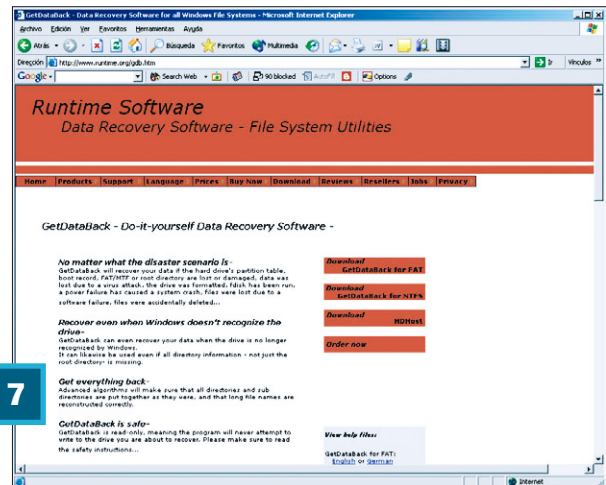 GetDataBack - Data Recovery Software for all Windows File Systems - Microsoft Internet Explorer
Archivo Edición Ver Favoritos Herramientas Ayuda
Atrás Búsqueda Favoritos Multimedia
Dirección http://www.runtime.org/gdb.htm Ir Vínculos »
Google Search Web 90 blocked AutoFill Options
Runtime Software
Data Recovery Software - File System Utilities
Home Products Support Language Prices Buy Now Download Reviews Resellers Jobs Privacy
GetDataBack - Do-it-yourself Data Recovery Software -
No matter what the disaster scenario is-
GetDataBack will recover your data if the hard drive's partition table,
boot record, FAT/MFT or root directory are lost or damaged, data was
lost due to a virus attack, the drive was formatted, fdisk has been run,
a power failure has caused a system crash, files were lost due to a
software failure, files were accidentally deleted...
Recover even when Windows doesn't recognize the
drive-
GetDataBack can even recover your data when the drive is no longer
recognized by Windows.
It can likewise be used even if all directory information - not just the
root directory- is missing.
Get everything back-
Advanced algorithms will make sure that all directories and sub
directories are put together as they were, and that long file names are
reconstructed correctly.
GetDataBack is safe-
GetDataBack is read-only, meaning the program will never attempt to
write to the drive you are about to recover. Please make sure to read
the safety instructions...
Download
GetDataBack for FAT
Download
GetDataBack for NTFS
Download
HDHost
Order now
View help files:
GetDataBack for FAT:
English or German
Internet
7